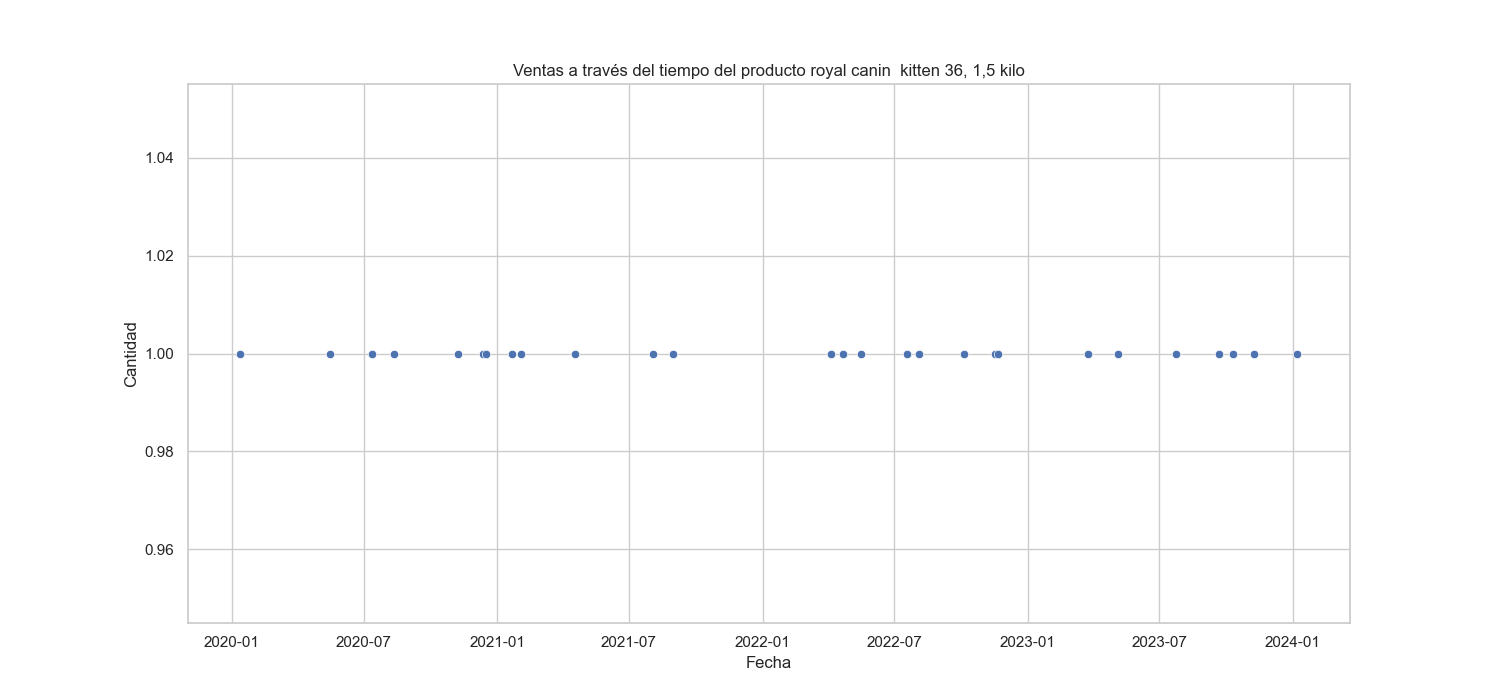 Ventas a través del tiempo del producto royal canin  kitten 36, 1,5 kilo
1.04
1.02
1.00
0.98
0.96
Cantidad
2020-01 2020-07 2021-01 2021-07 2022-01 2022-07 2023-01 2023-07 2024-01
Fecha